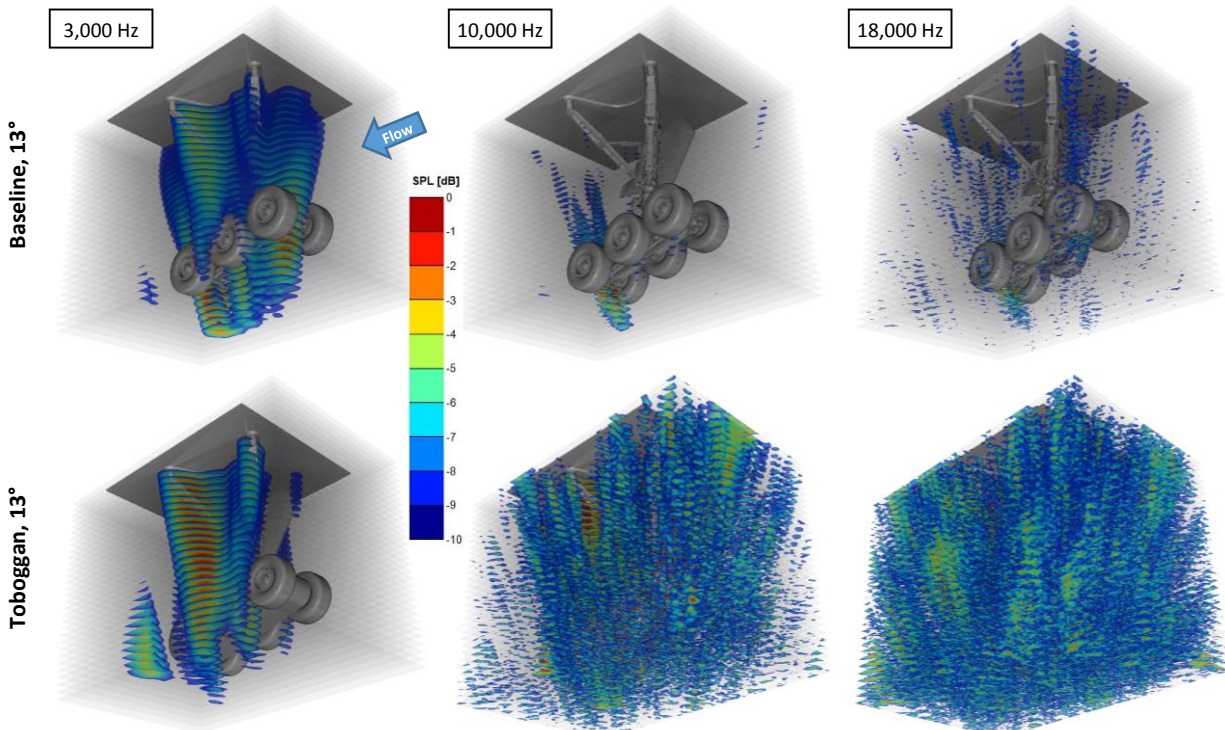 3,000 Hz
10,000 Hz
18,000 Hz
Baseline, 13°
Flow
SPL [dB]
0
-1
-2
-3
-4
-5
-6
-7
-8
-9
-10
Toboggan, 13°